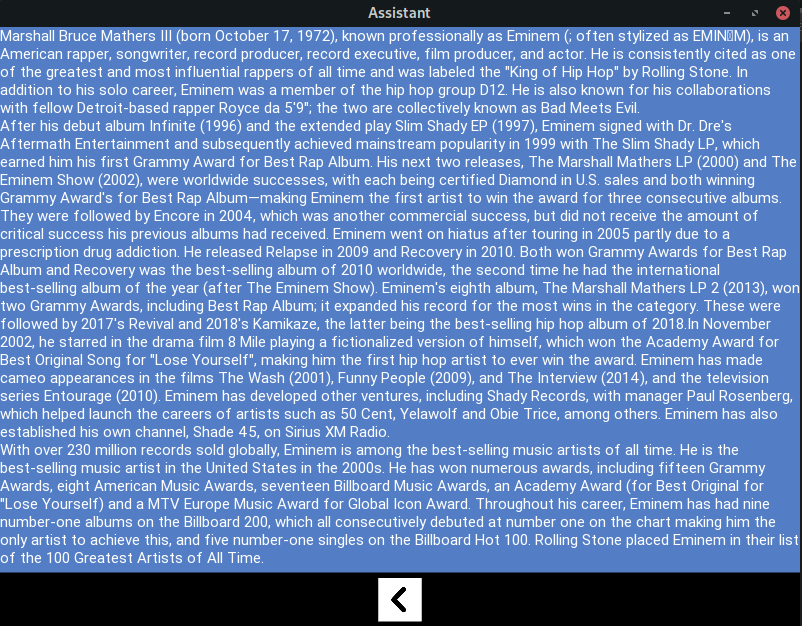 Assistant
Marshall Bruce Mathers III (born October 17, 1972), known professionally as Eminem (; often stylized as EMIN▯M), is an
American rapper, songwriter, record producer, record executive, film producer, and actor. He is consistently cited as one
of the greatest and most influential rappers of all time and was labeled the "King of Hip Hop" by Rolling Stone. In
addition to his solo career, Eminem was a member of the hip hop group D12. He is also known for his collaborations
with fellow Detroit-based rapper Royce da 5'9"; the two are collectively known as Bad Meets Evil.
After his debut album Infinite (1996) and the extended play Slim Shady EP (1997), Eminem signed with Dr. Dre's
Aftermath Entertainment and subsequently achieved mainstream popularity in 1999 with The Slim Shady LP, which
earned him his first Grammy Award for Best Rap Album. His next two releases, The Marshall Mathers LP (2000) and The
Eminem Show (2002), were worldwide successes, with each being certified Diamond in U.S. sales and both winning
Grammy Award's for Best Rap Album—making Eminem the first artist to win the award for three consecutive albums.
They were followed by Encore in 2004, which was another commercial success, but did not receive the amount of
critical success his previous albums had received. Eminem went on hiatus after touring in 2005 partly due to a
prescription drug addiction. He released Relapse in 2009 and Recovery in 2010. Both won Grammy Awards for Best Rap
Album and Recovery was the best-selling album of 2010 worldwide, the second time he had the international
best-selling album of the year (after The Eminem Show). Eminem's eighth album, The Marshall Mathers LP 2 (2013), won
two Grammy Awards, including Best Rap Album; it expanded his record for the most wins in the category. These were
followed by 2017's Revival and 2018's Kamikaze, the latter being the best-selling hip hop album of 2018.In November
2002, he starred in the drama film 8 Mile playing a fictionalized version of himself, which won the Academy Award for
Best Original Song for "Lose Yourself", making him the first hip hop artist to ever win the award. Eminem has made
cameo appearances in the films The Wash (2001), Funny People (2009), and The Interview (2014), and the television
series Entourage (2010). Eminem has developed other ventures, including Shady Records, with manager Paul Rosenberg,
which helped launch the careers of artists such as 50 Cent, Yelawolf and Obie Trice, among others. Eminem has also
established his own channel, Shade 45, on Sirius XM Radio.
With over 230 million records sold globally, Eminem is among the best-selling music artists of all time. He is the
best-selling music artist in the United States in the 2000s. He has won numerous awards, including fifteen Grammy
Awards, eight American Music Awards, seventeen Billboard Music Awards, an Academy Award (for Best Original for
"Lose Yourself) and a MTV Europe Music Award for Global Icon Award. Throughout his career, Eminem has had nine
number-one albums on the Billboard 200, which all consecutively debuted at number one on the chart making him the
only artist to achieve this, and five number-one singles on the Billboard Hot 100. Rolling Stone placed Eminem in their list
of the 100 Greatest Artists of All Time.